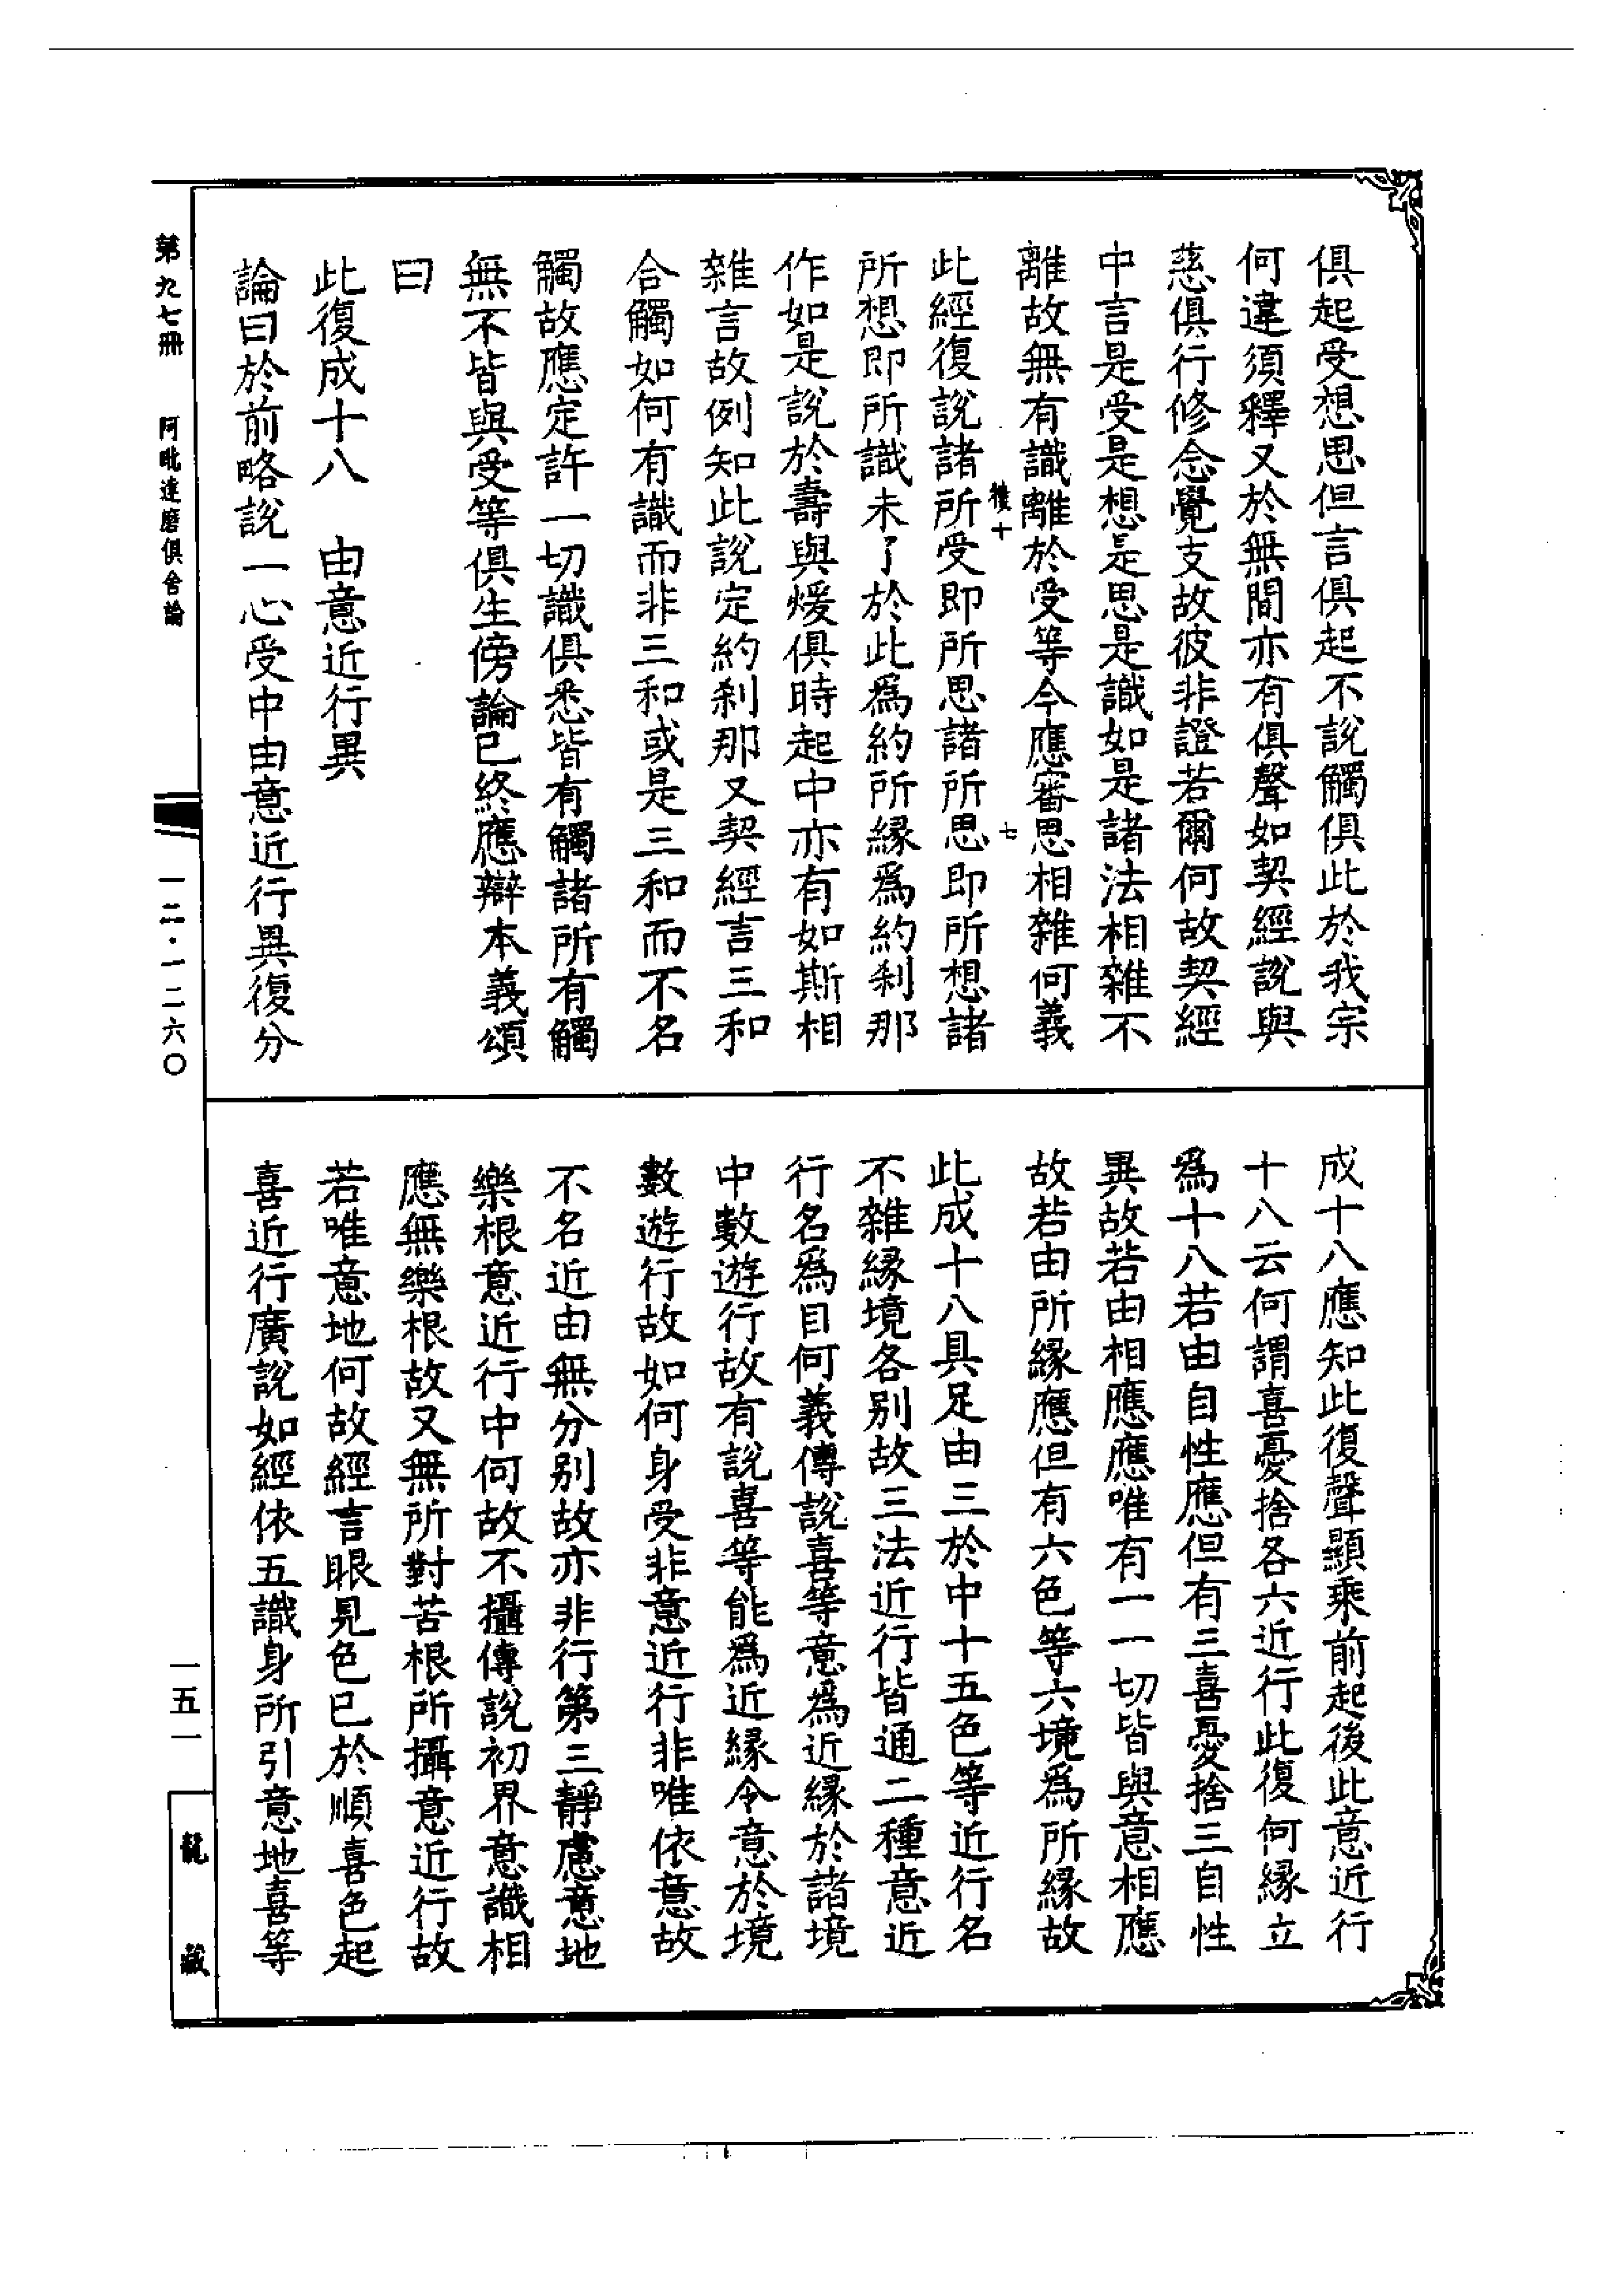 俱起受想思但言俱起不說觸俱此於我宗
何違須釋又於無間亦有俱聲如契經說與
慈俱行修念覺支故彼非證若爾何故契經
中言是受是想是思是識如是諸法相雜不
離故無有識離於受等今應審思相雜何義
此經復說諸所受即所思諸所思即所想諸
所想即所識未了於此爲約所緣爲約剎那
作如是說於壽與煖俱時起中亦有如斯相
雜言故例知此說定約剎那又契經言三和
合觸如何有識而非三和或是三和而不名
觸故應定許一切識俱悉皆有觸諸所有觸
無不皆與受等俱生傍論已終應辯本義頌
曰
此復成十八　由意近行異
論曰於前略說一心受中由意近行異復分
成十八應知此復聲顯乘前起後此意近行
十八云何謂喜憂捨各六近行此復何緣立
爲十八若由自性應但有三喜憂捨三自性
異故若由相應應唯有一一切皆與意相應
故若由所緣應但有六色等六境爲所緣故
此成十八具足由三於中十五色等近行名
不雜緣境各別故三法近行皆通二種意近
行名爲目何義傳說喜等意爲近緣於諸境
中數遊行故有說喜等能爲近緣令意於境
數遊行故如何身受非意近行非唯依意故
不名近由無分別故亦非行第三靜慮意地
樂根意近行中何故不攝傳說初界意識相
應無樂根故又無所對苦根所攝意近行故
若唯意地何故經言眼見色已於順喜色起
喜近行廣說如經依五識身所引意地喜等
十
七
第九七冊　阿毗達磨俱舍論
一二·一二六〇
一五一
龍藏